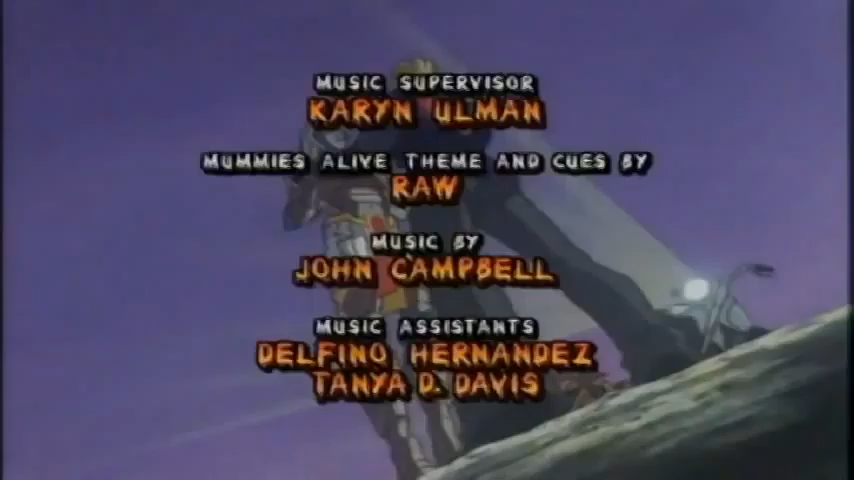 MUSIC SUPERVISOR
KARYN ULMAN
MUMMIES ALIVE THEME AND CUES BY
RAW
MUSIC BY
JOHN CAMPBELL
MUSIC ASSISTANTS
DELFINO HERNANDEZ
TANYA D. DAVIS